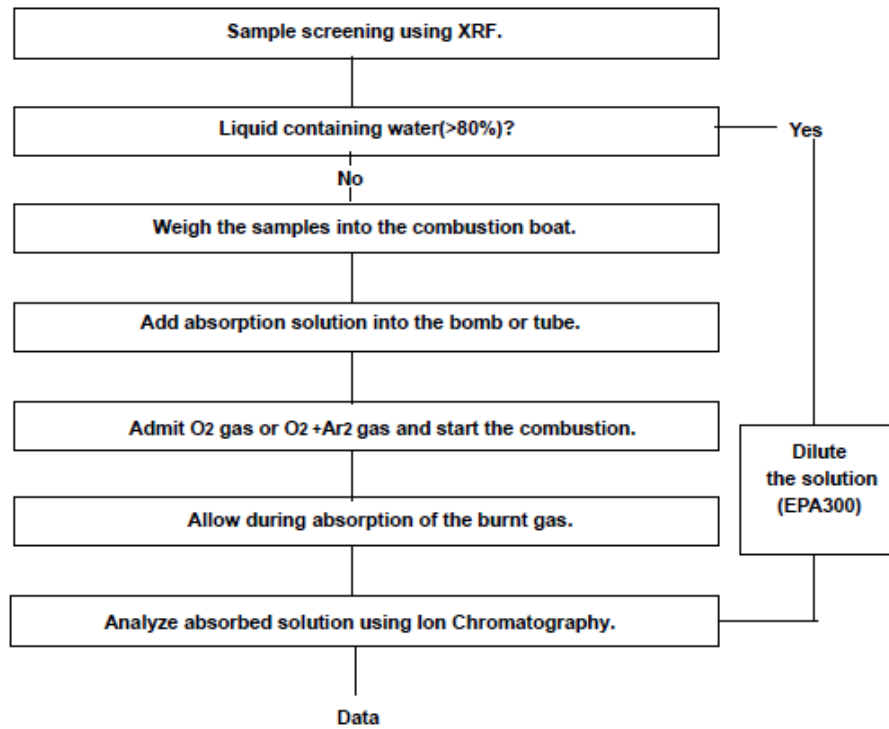 Sample screening using XRF.
Liquid containing water(>80%)?
Yes
No
Weigh the samples into the combustion boat.
Add absorption solution into the bomb or tube.
Admit O2 gas or O2 +Ar2 gas and start the combustion.
Dilute
the solution
(EPA300)
Allow during absorption of the burnt gas.
Analyze absorbed solution using Ion Chromatography.
Data